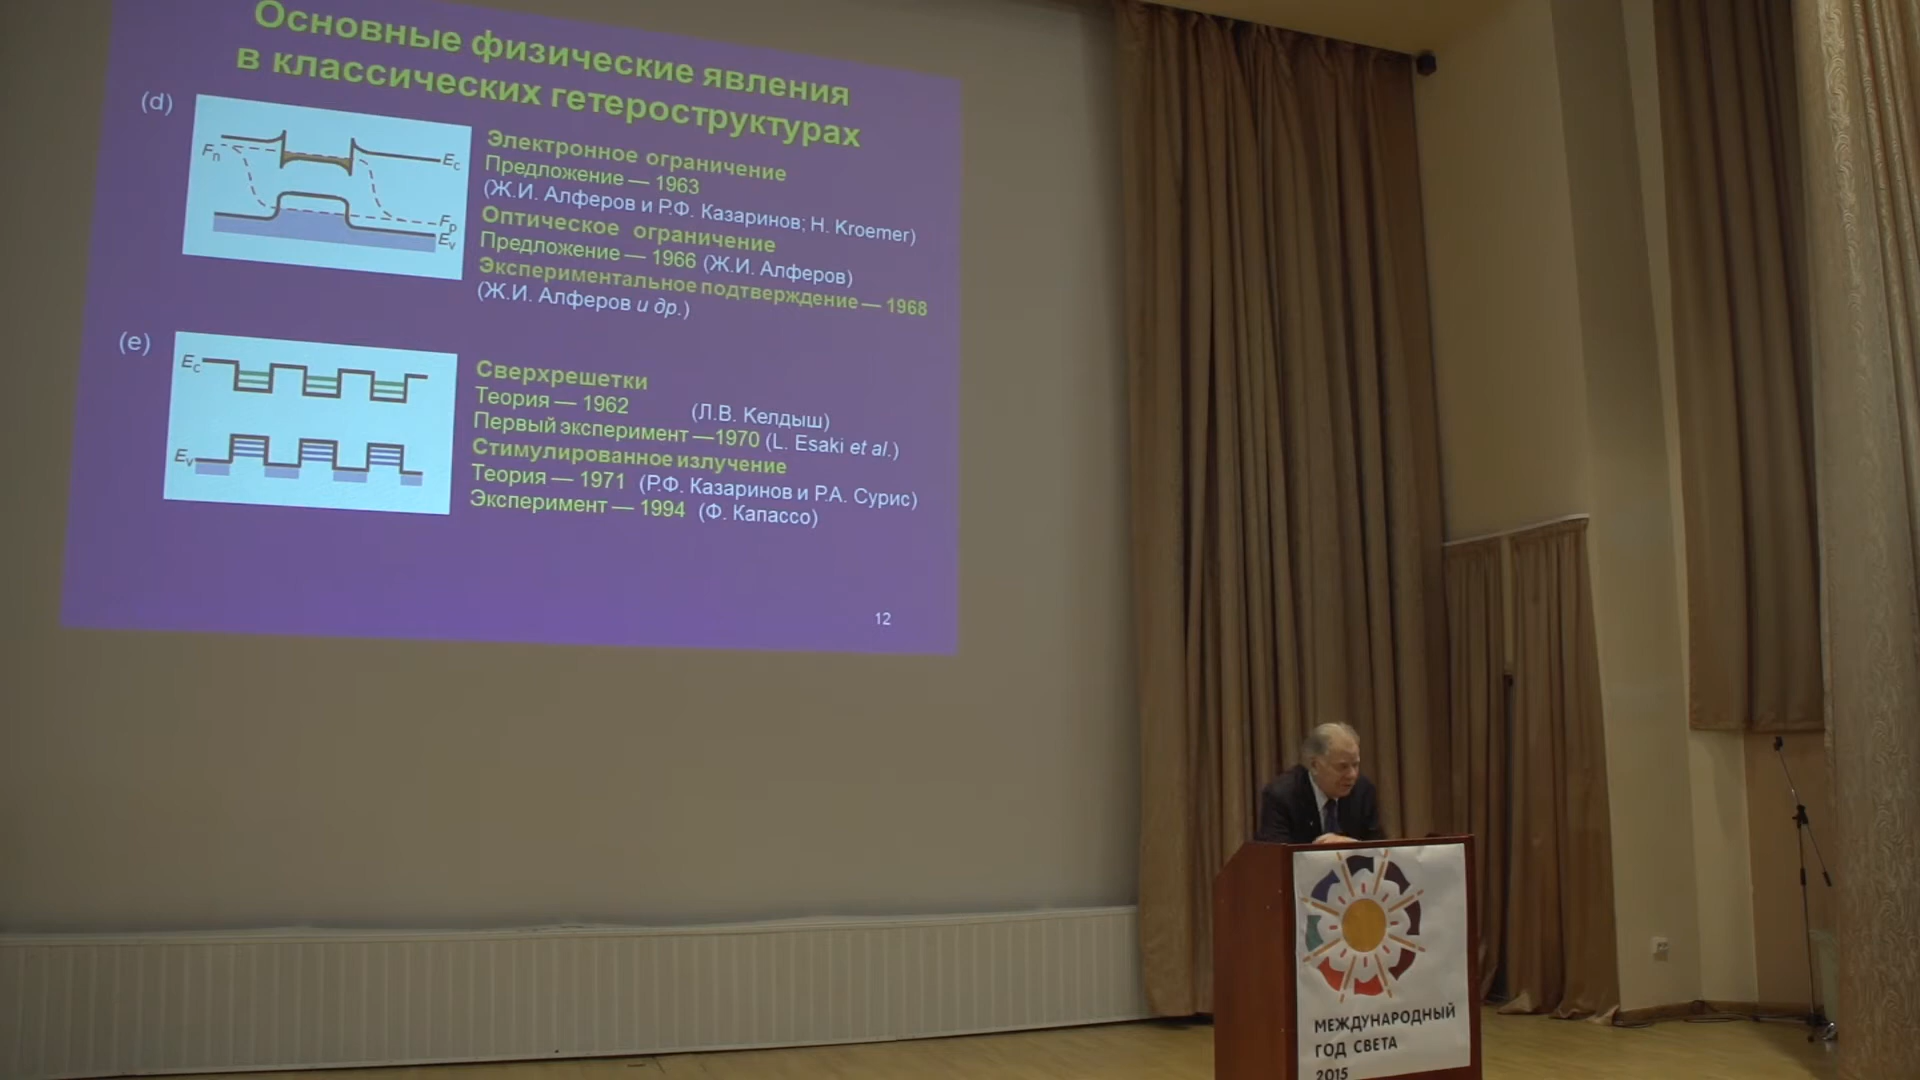 Основные физические явления
в классических гетероструктурах
(d)
Fn
Ec
Fp
Ev
Электронное ограничение
Предложение — 1963
(Ж.И. Алферов и Р.Ф. Казаринов; H. Kroemer)
Оптическое ограничение
Предложение — 1966 (Ж.И. Алферов)
Экспериментальное подтверждение — 1968
(Ж.И. Алферов и др.)
(e)
Ec
Ev
Сверхрешетки
Теория — 1962 (Л.В. Келдыш)
Первый эксперимент —1970 (L. Esaki et al.)
Стимулированное излучение
Теория — 1971 (Р.Ф. Казаринов и Р.А. Сурис)
Эксперимент — 1994 (Ф. Капассо)
12
МЕЖДУНАРОДНЫЙ
ГОД СВЕТА
2015